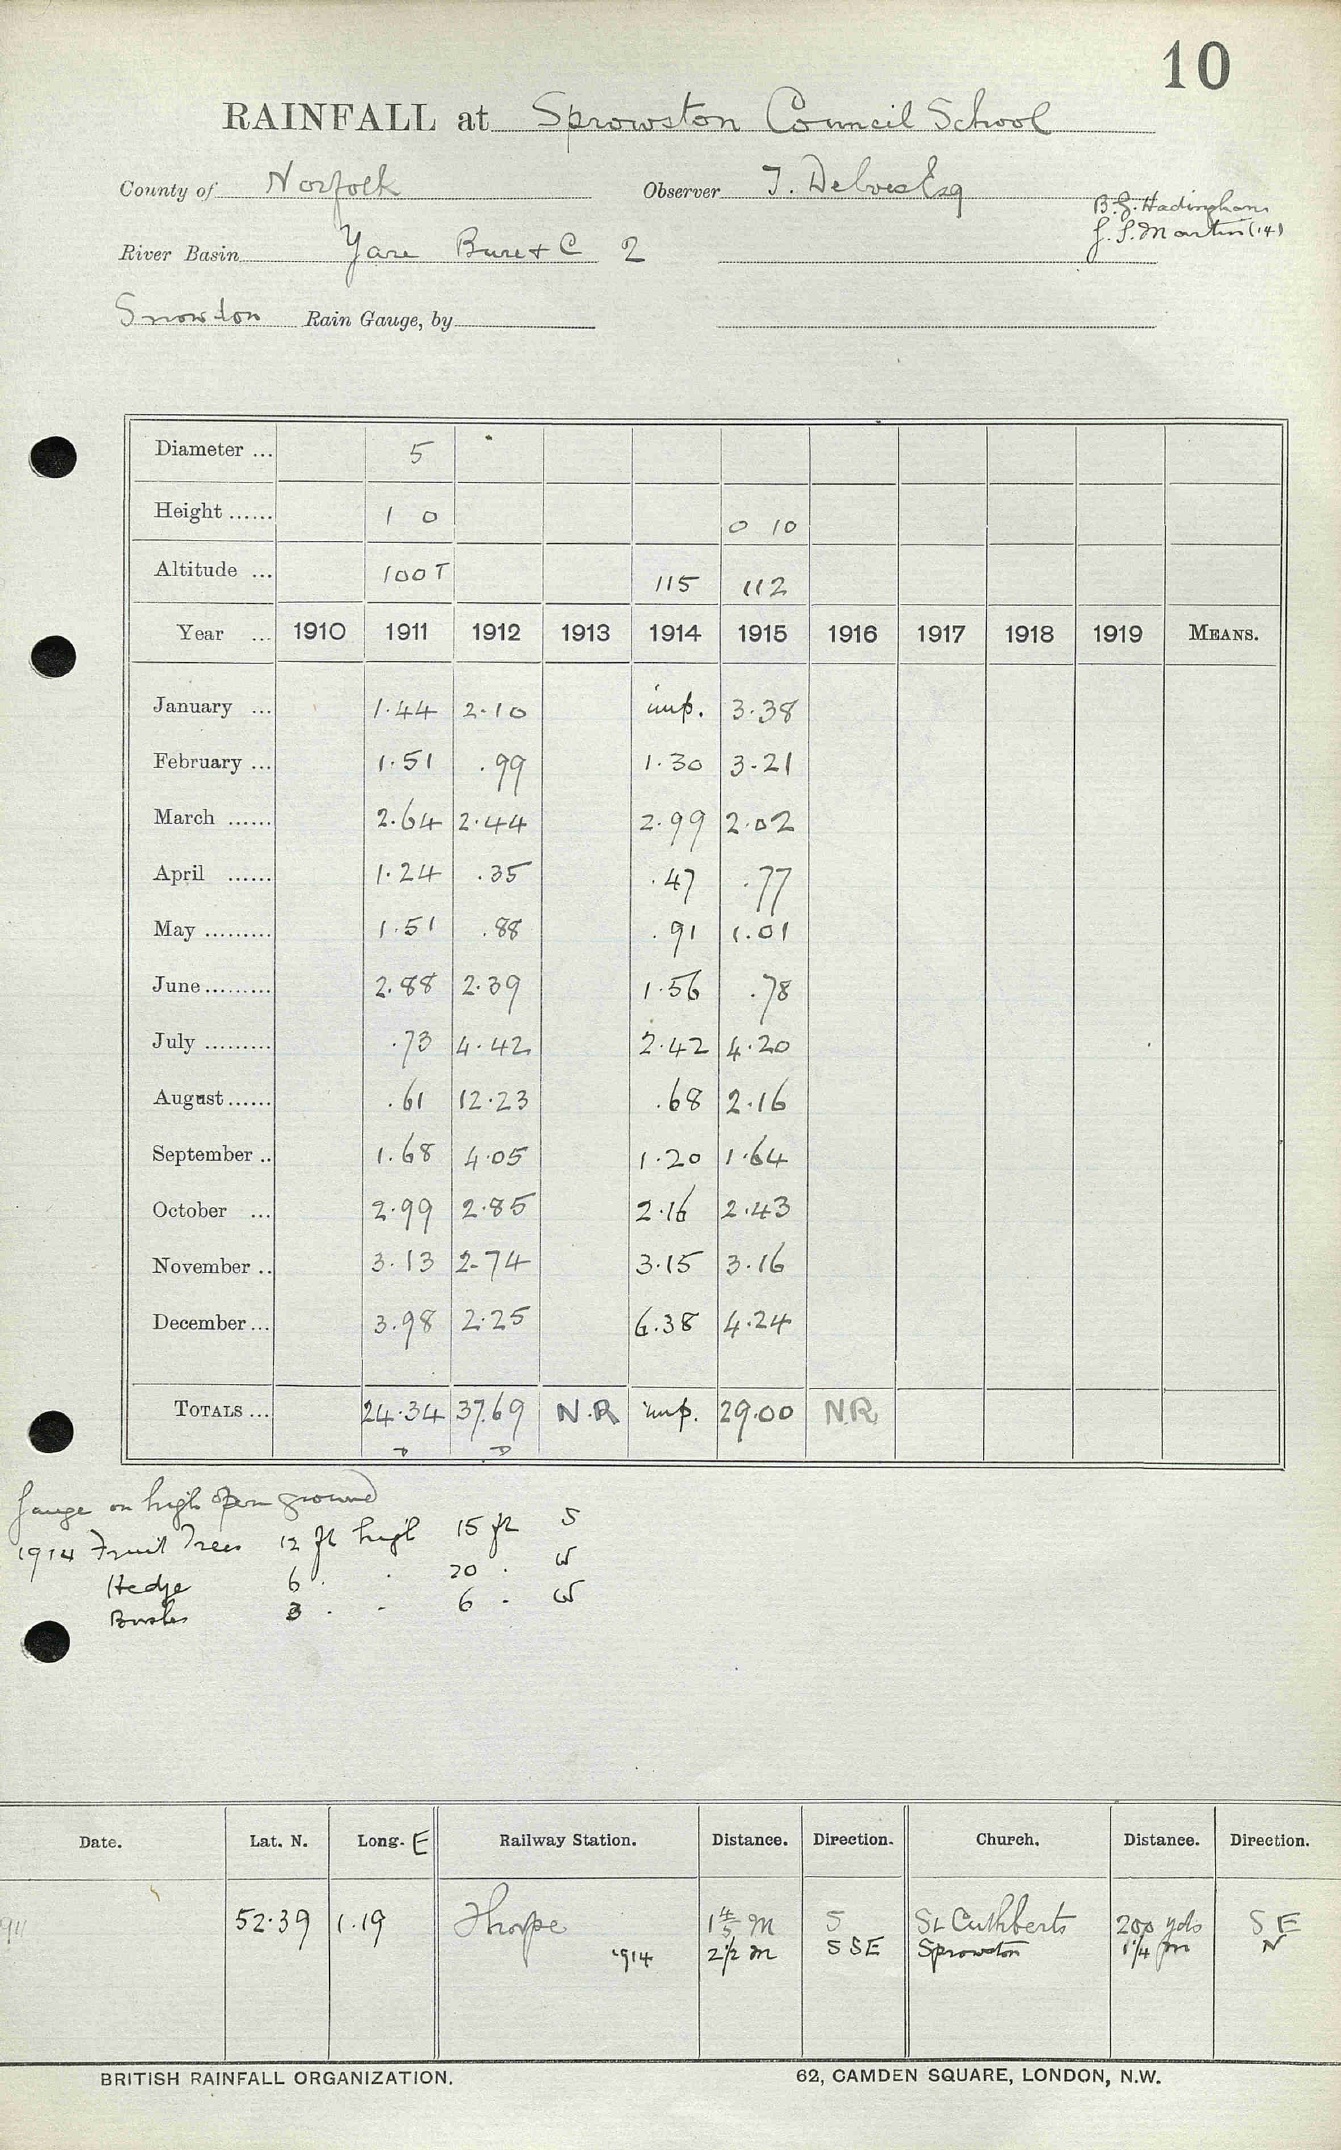 10
RAINFALL at Sprowston Council School
County of Norfolk Observer T. Delves Esq
B. G. Hadingham
J. S. Martin (14)
River Basin Yare Bure & C 2
Snowdon Rain Gauge, by
Diameter ... 5
Height ...... 1 0 0 10
Altitude ... 100 T 115 112
Year ... 1910 1911 1912 1913 1914 1915 1916 1917 1918 1919 MEANS.
January ... 1.44 2.10 imp. 3.38
February ... 1.51 .99 1.30 3.21
March ...... 2.64 2.44 2.99 2.02
April ...... 1.24 .35 .47 .77
May ......... 1.51 .88 .91 1.01
June ......... 2.88 2.39 1.56 .78
July ......... .73 4.42 2.42 4.20
August ...... .61 12.23 .68 2.16
September .. 1.68 4.05 1.20 1.64
October ... 2.99 2.85 2.16 2.43
November .. 3.13 2.74 3.15 3.16
December ... 3.98 2.25 6.38 4.24
TOTALS ... 24.34 37.69 N.R imp. 29.00 N.R.
Gauge on high open ground
1914 Fruit Trees 12 ft high 15 ft S
Hedge 6 . . 20 . W
Bushes 3 . - 6 - W
Date. Lat. N. Long. E Railway Station. Distance. Direction. Church. Distance. Direction.
911 52.39 1.19 Thorpe 1 4/5 m S St Cuthberts 200 yds S E
1914 2 1/2 m S S E Sprowston 1 1/4 m N
BRITISH RAINFALL ORGANIZATION. 62, CAMDEN SQUARE, LONDON, N.W.